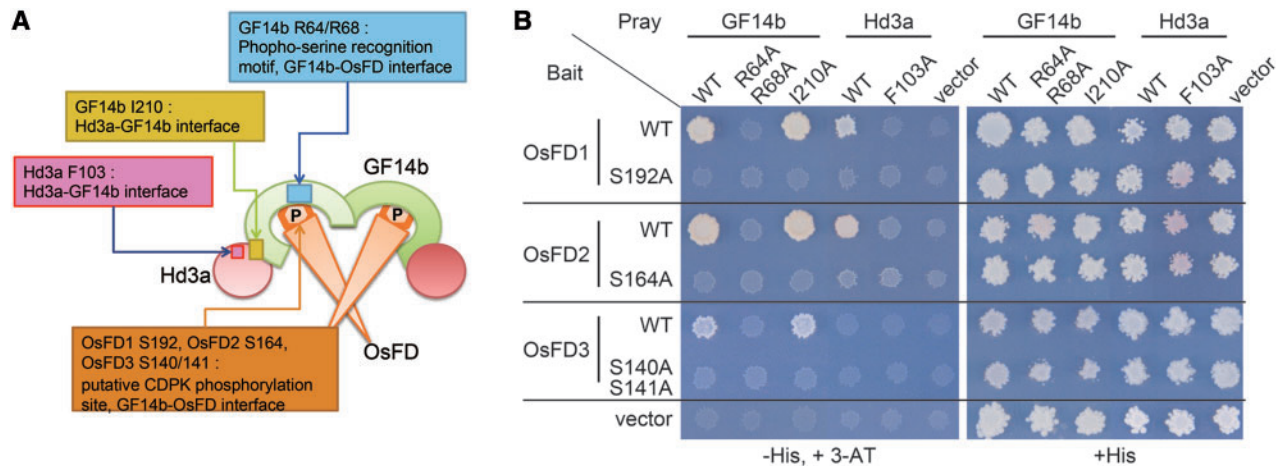 A
GF14b R64/R68 :
Phopho-serine recognition
motif, GF14b-OsFD interface
GF14b I210 :
Hd3a-GF14b interface
Hd3a F103 :
Hd3a-GF14b interface
GF14b
P
P
Hd3a
OsFD
OsFD1 S192, OsFD2 S164,
OsFD3 S140/141 :
putative CDPK phosphorylation
site, GF14b-OsFD interface
B
Pray
GF14b
Hd3a
GF14b
Hd3a
Bait
WT
R64A
R68A
I210A
WT
F103A
vector
WT
R64A
R68A
I210A
WT
F103A
vector
OsFD1
WT
S192A
OsFD2
WT
S164A
OsFD3
WT
S140A
S141A
vector
-His, + 3-AT
+His